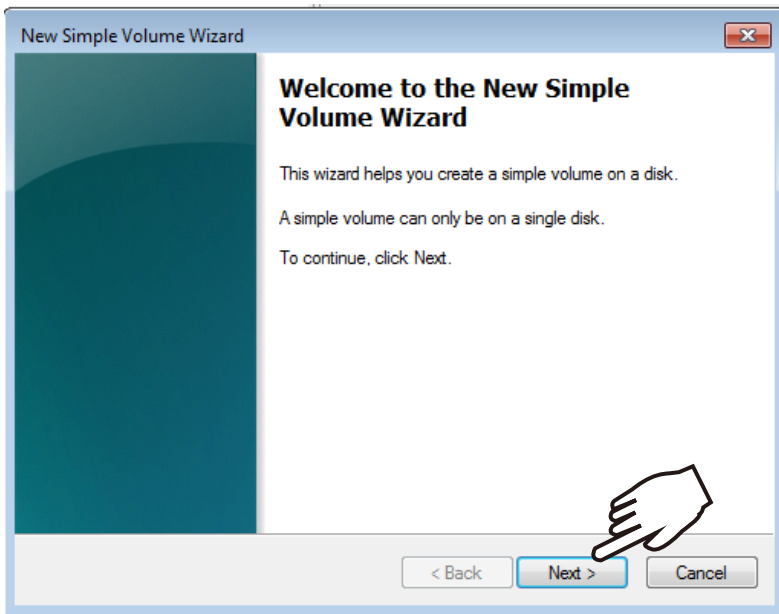 New Simple Volume Wizard
Welcome to the New Simple
Volume Wizard
This wizard helps you create a simple volume on a disk.
A simple volume can only be on a single disk.
To continue, click Next.
< Back
Next >
Cancel